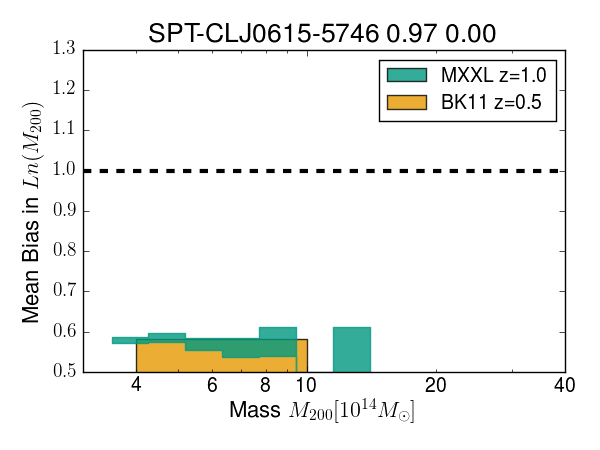 SPT-CLJ0615-5746 0.97 0.00
MXXL z=1.0
BK11 z=0.5
Mean Bias in Ln(M₂₀₀)
1.3
1.2
1.1
1.0
0.9
0.8
0.7
0.6
0.5
4 6 8 10 20 40
Mass M₂₀₀[10¹⁴M☉]